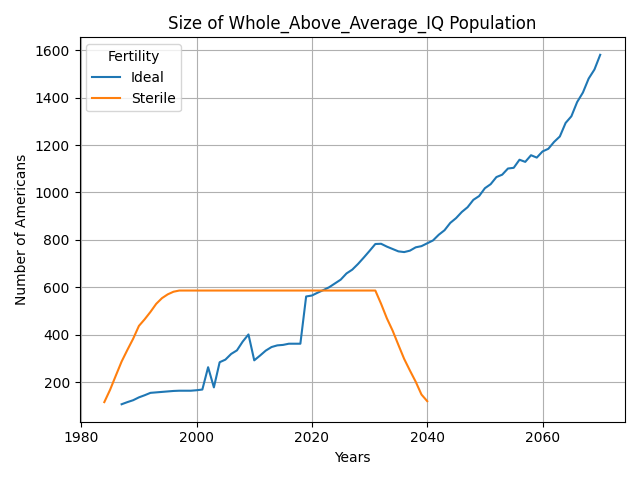 Size of Whole_Above_Average_IQ Population
Fertility
Ideal
Sterile
Number of Americans
1600
1400
1200
1000
800
600
400
200
1980
2000
2020
2040
2060
Years